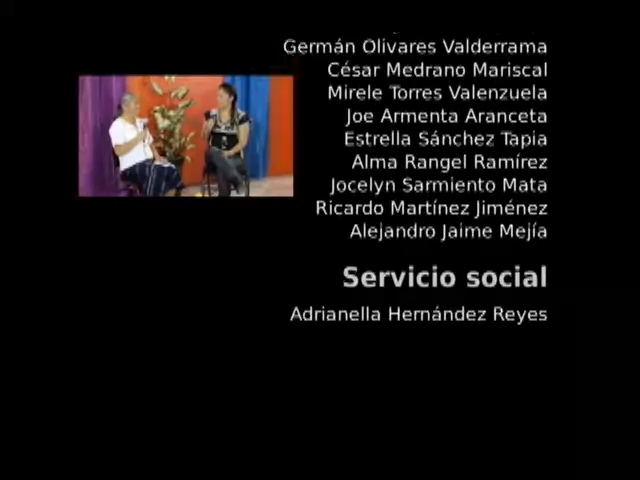 Germán Olivares Valderrama
César Medrano Mariscal
Mirele Torres Valenzuela
Joe Armenta Aranceta
Estrella Sánchez Tapia
Alma Rangel Ramírez
Jocelyn Sarmiento Mata
Ricardo Martínez Jiménez
Alejandro Jaime Mejía
Servicio social
Adrianella Hernández Reyes